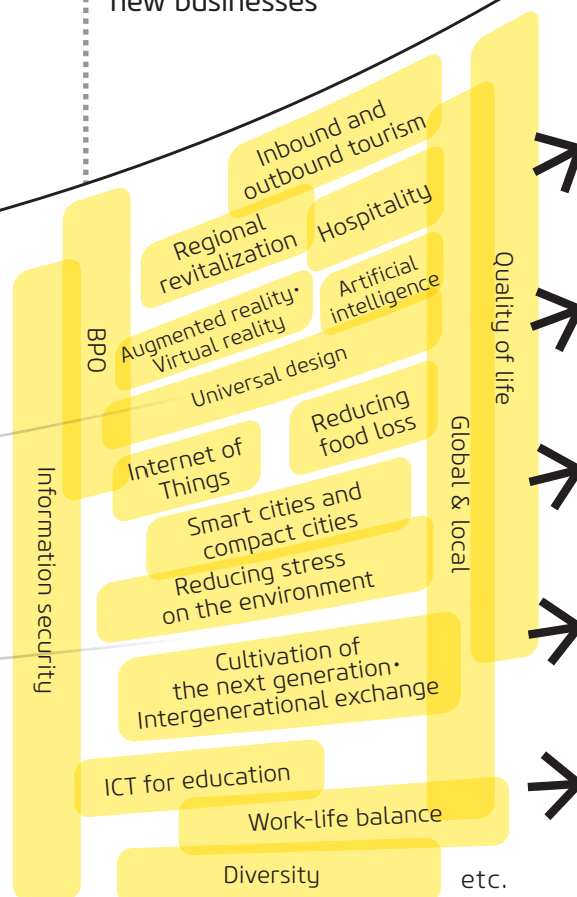 new businesses
Inbound and
outbound tourism
Regional
revitalization
Hospitality
Augmented reality•
Virtual reality
Artificial
intelligence
Universal design
BPO
Quality of life
Internet of
Things
Reducing
food loss
Global & local
Information security
Smart cities and
compact cities
Reducing stress
on the environment
Cultivation of
the next generation•
Intergenerational exchange
ICT for education
Work-life balance
Diversity
etc.